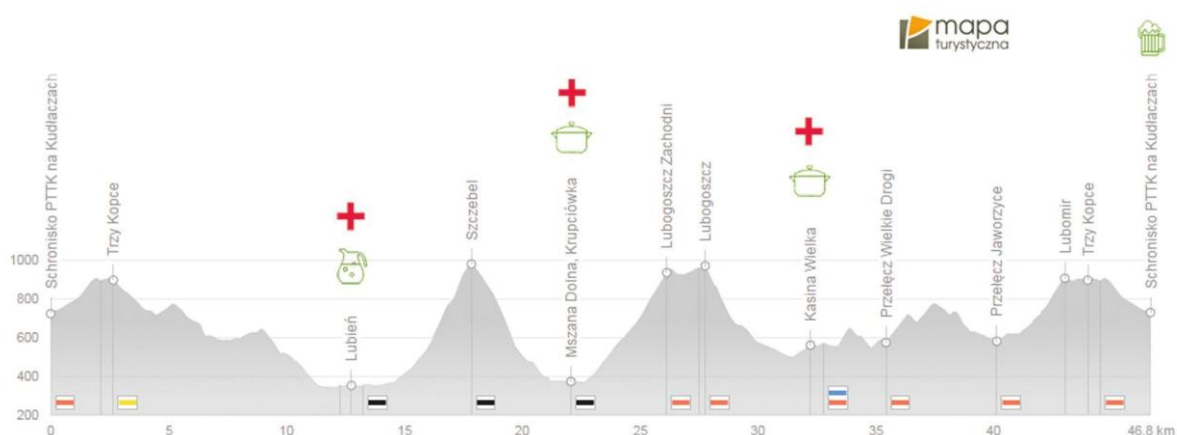 mapa
turystyczna
Schronisko PTTK na Kudłaczach
Trzy Kopce
Lubień
Szczebel
Mszana Dolna, Krupciówka
Lubogoszcz Zachodni
Lubogoszcz
Kasina Wielka
Przełęcz Wielkie Drogi
Przełęcz Jaworzyce
Lubomir
Trzy Kopce
Schronisko PTTK na Kudłaczach
1000
800
600
400
200
0 5 10 15 20 25 30 35 40 46.8 km